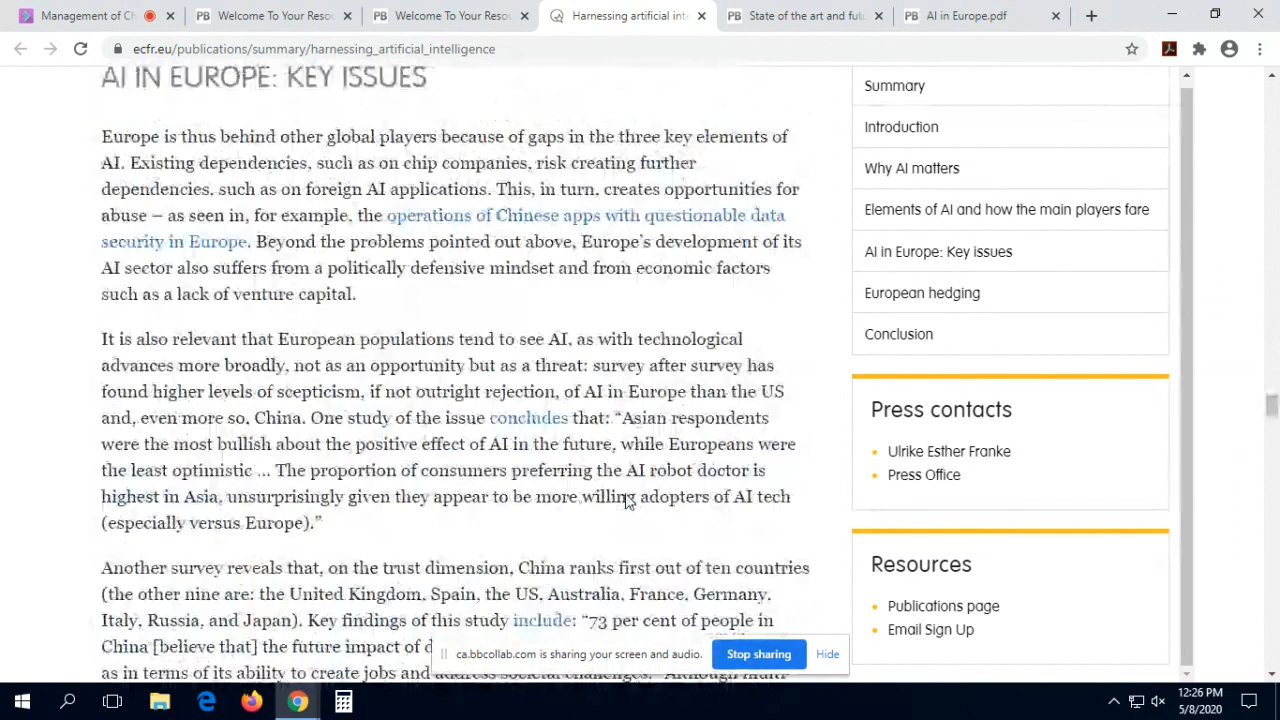 Management of Ch
Welcome To Your Resou
Welcome To Your Resou
Harnessing artificial inte
State of the art and futu
AI in Europe.pdf
ecfr.eu/publications/summary/harnessing_artificial_intelligence
AI IN EUROPE: KEY ISSUES
Europe is thus behind other global players because of gaps in the three key elements of
AI. Existing dependencies, such as on chip companies, risk creating further
dependencies, such as on foreign AI applications. This, in turn, creates opportunities for
abuse – as seen in, for example, the operations of Chinese apps with questionable data
security in Europe. Beyond the problems pointed out above, Europe's development of its
AI sector also suffers from a politically defensive mindset and from economic factors
such as a lack of venture capital.
It is also relevant that European populations tend to see AI, as with technological
advances more broadly, not as an opportunity but as a threat: survey after survey has
found higher levels of scepticism, if not outright rejection, of AI in Europe than the US
and, even more so, China. One study of the issue concludes that: “Asian respondents
were the most bullish about the positive effect of AI in the future, while Europeans were
the least optimistic … The proportion of consumers preferring the AI robot doctor is
highest in Asia, unsurprisingly given they appear to be more willing adopters of AI tech
(especially versus Europe).”
Another survey reveals that, on the trust dimension, China ranks first out of ten countries
(the other nine are: the United Kingdom, Spain, the US, Australia, France, Germany,
Italy, Russia, and Japan). Key findings of this study include: “73 per cent of people in
China [believe that] the future impact of
as in terms of its ability to create jobs and address societal challenges.” Although
Summary
Introduction
Why AI matters
Elements of AI and how the main players fare
AI in Europe: Key issues
European hedging
Conclusion
Press contacts
Ulrike Esther Franke
Press Office
Resources
Publications page
Email Sign Up
ca.bbcollab.com is sharing your screen and audio.
Stop sharing
Hide
12:26 PM
5/8/2020